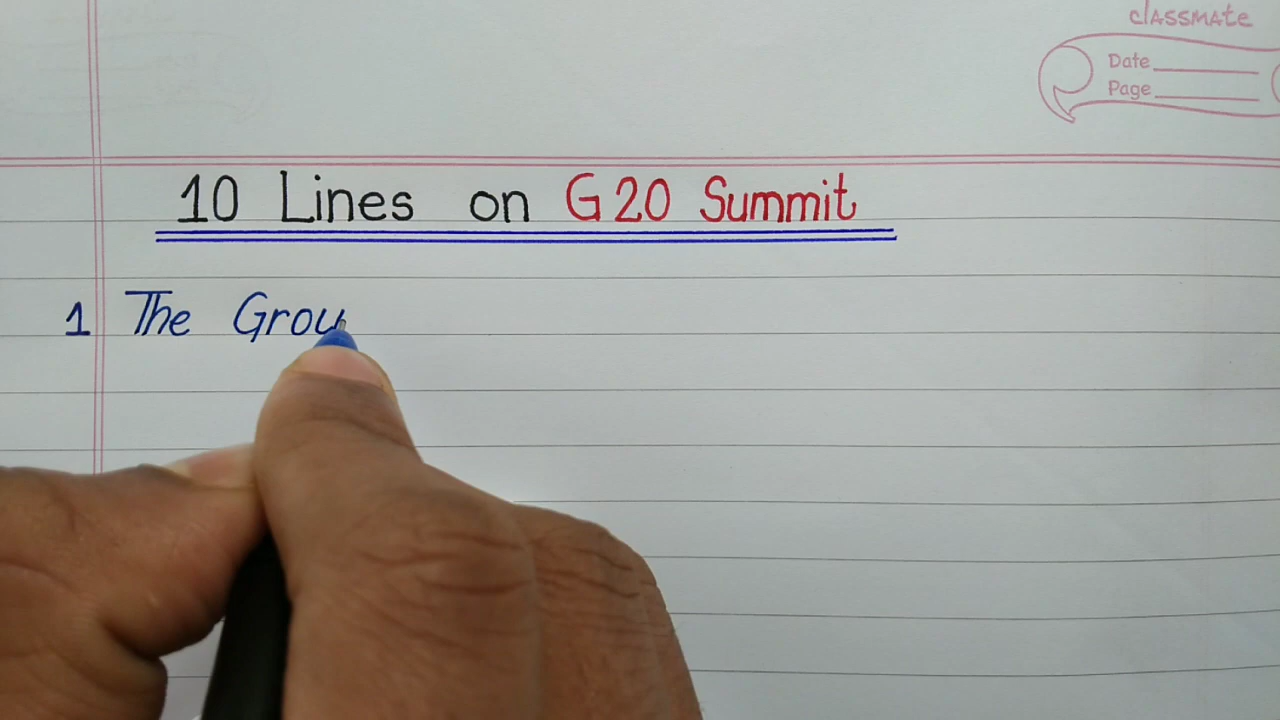 classmate
Date
Page
10 Lines on G20 Summit
1 The Grou